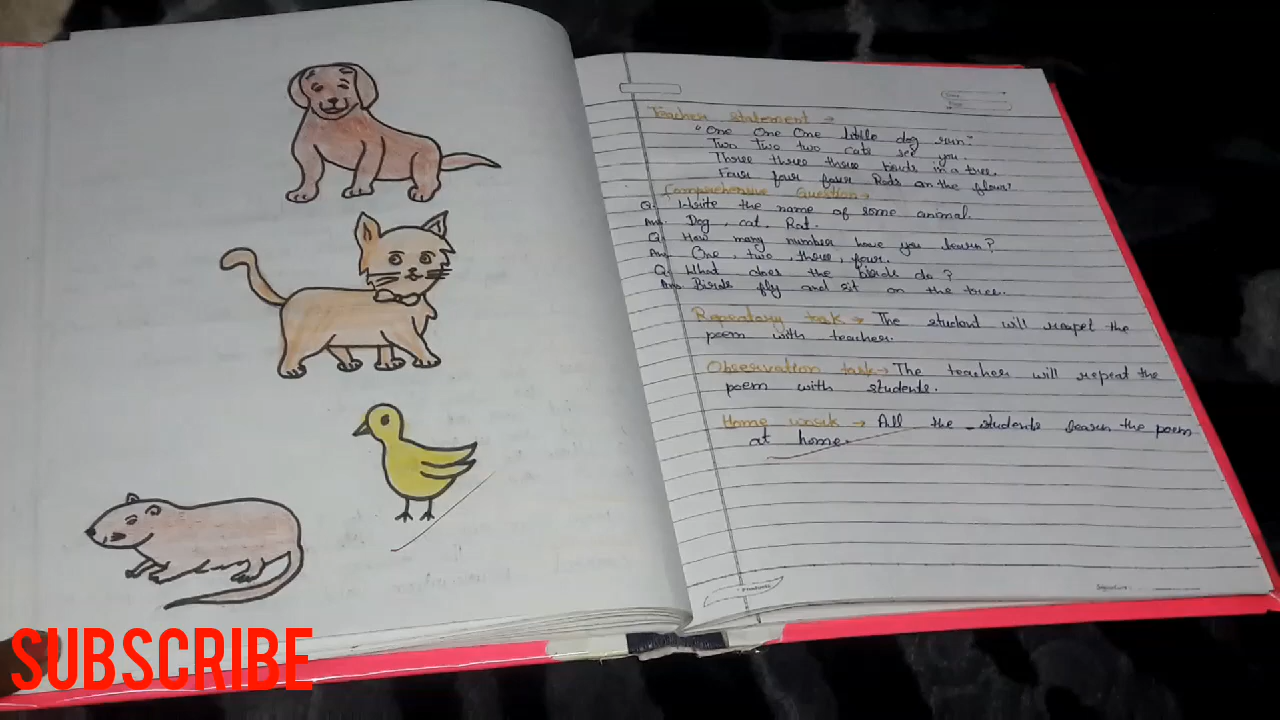 Teacher statement →
"One One One little dog run?
Two two two cats see you.
Three three three birds in a tree.
Four four four Rats on the floor?
Comprehensive Question→
Q. Write the name of some animal.
Ans. Dog, cat, Rat.
Q. How many number have you learn?
Ans One, two, three, four.
Q. What does the birds do?
Ans Birds fly and sit on the tree.
Repeatory task → The student will reapet the
poem with teacher.
Observation task→ The teacher will repeat the
poem with students.
Home work → All the students learn the poem
at home.
SUBSCRIBE